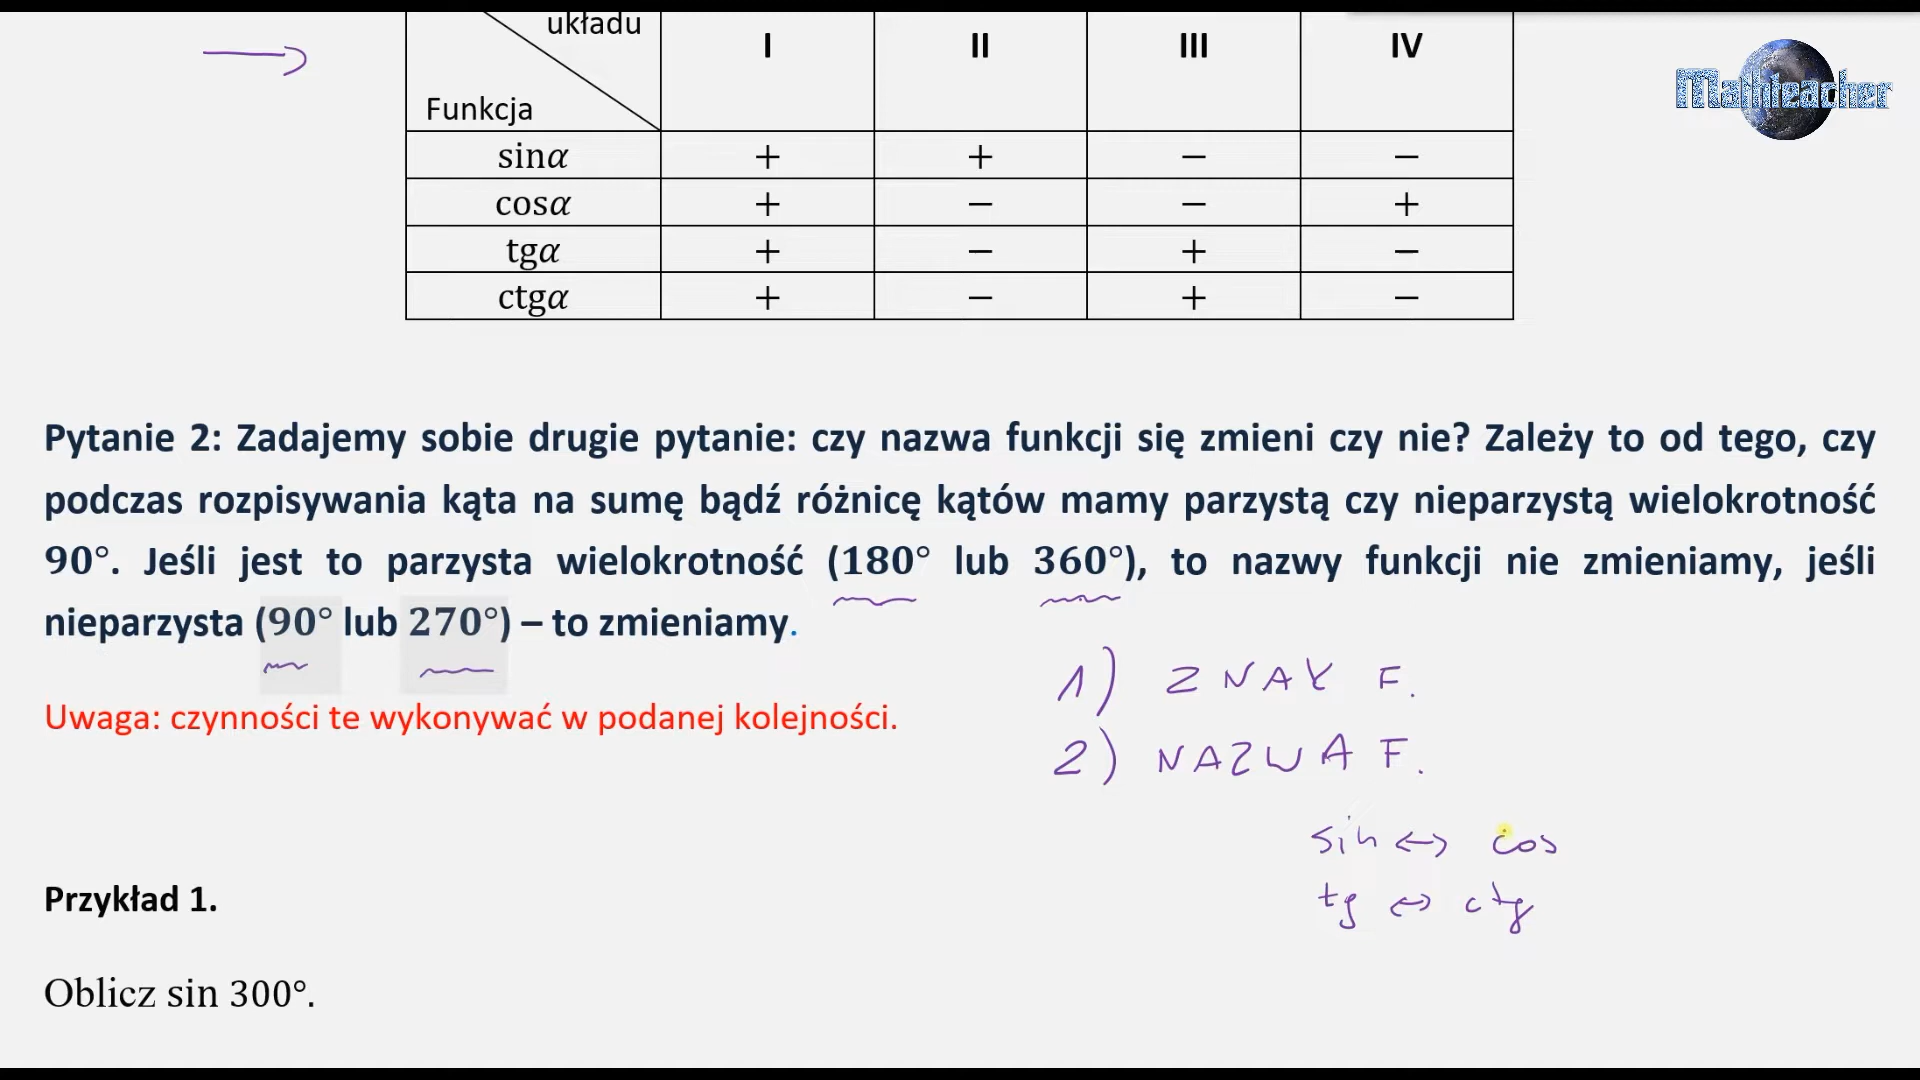 układu
I II III IV
Mathteacher
Funkcja
sinα + + − −
cosα + − − +
tgα + − + −
ctgα + − + −
Pytanie 2: Zadajemy sobie drugie pytanie: czy nazwa funkcji się zmieni czy nie? Zależy to od tego, czy
podczas rozpisywania kąta na sumę bądź różnicę kątów mamy parzystą czy nieparzystą wielokrotność
90°. Jeśli jest to parzysta wielokrotność (180° lub 360°), to nazwy funkcji nie zmieniamy, jeśli
nieparzysta (90° lub 270°) – to zmieniamy.
1) ZNAK F.
Uwaga: czynności te wykonywać w podanej kolejności.
2) NAZWA F.
sin ↔ cos
tg ↔ ctg
Przykład 1.
Oblicz sin 300°.